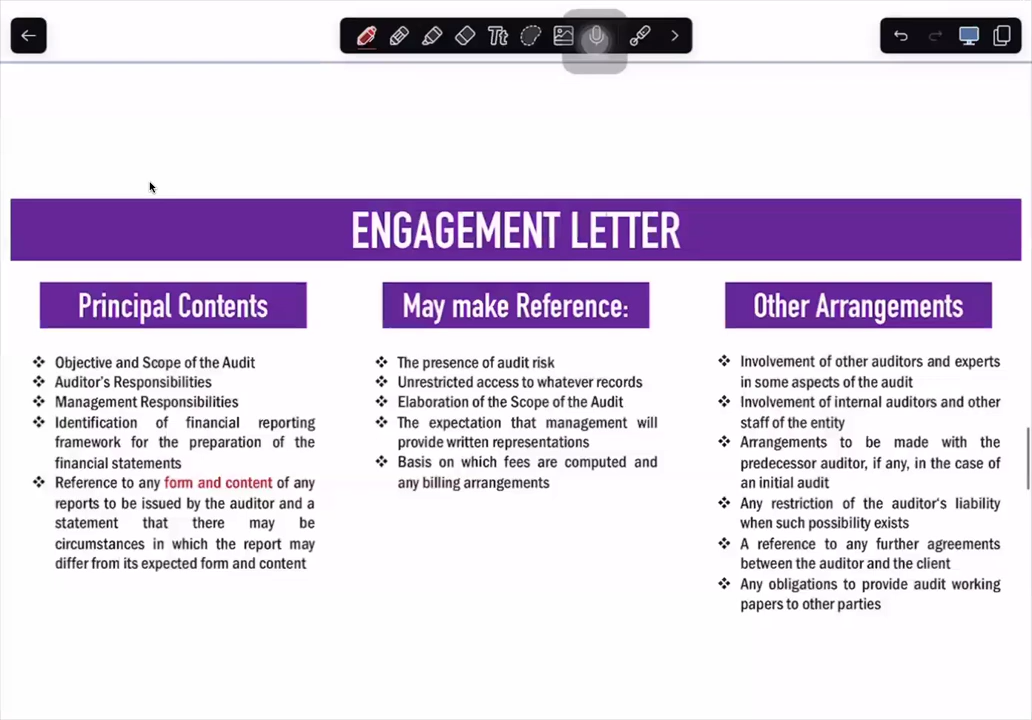 Tt
ENGAGEMENT LETTER
Principal Contents
Objective and Scope of the Audit
Auditor's Responsibilities
Management Responsibilities
Identification of financial reporting
framework for the preparation of the
financial statements
Reference to any form and content of any
reports to be issued by the auditor and a
statement that there may be
circumstances in which the report may
differ from its expected form and content
May make Reference:
The presence of audit risk
Unrestricted access to whatever records
Elaboration of the Scope of the Audit
The expectation that management will
provide written representations
Basis on which fees are computed and
any billing arrangements
Other Arrangements
Involvement of other auditors and experts
in some aspects of the audit
Involvement of internal auditors and other
staff of the entity
Arrangements to be made with the
predecessor auditor, if any, in the case of
an initial audit
Any restriction of the auditor's liability
when such possibility exists
A reference to any further agreements
between the auditor and the client
Any obligations to provide audit working
papers to other parties